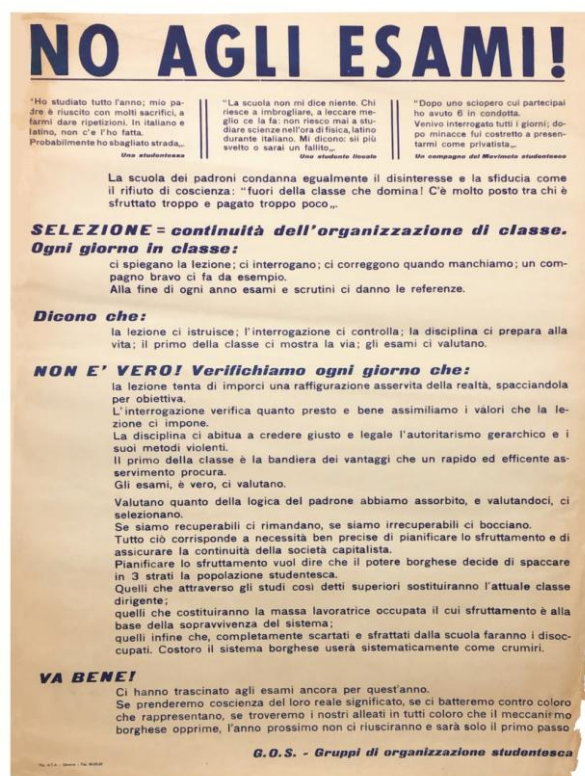 NO AGLI ESAMI!
"Ho studiato tutto l'anno; mio pa-
dre è riuscito con molti sacrifici, a
farmi dare ripetizioni. In italiano e
latino, non c'e l'ho fatta.
Probabilmente ho sbagliato strada„.
Una studentessa
"La scuola non mi dice niente. Chi
riesce a imbrogliare, a leccare me-
glio ce la fa: non riesco mai a stu-
diare scienze nell'ora di fisica, latino
durante italiano. Mi dicono: sii più
svelto o sarai un fallito„.
Uno studente liceale
"Dopo uno sciopero cui partecipai
ho avuto 6 in condotta.
Venivo interrogato tutti i giorni; do-
po minacce fui costretto a presen-
tarmi come privatista„.
Un compagno del Movimento studentesco
La scuola dei padroni condanna egualmente il disinteresse e la sfiducia come
il rifiuto di coscienza: "fuori della classe che domina! C'è molto posto tra chi è
sfruttato troppo e pagato troppo poco„.
SELEZIONE = continuità dell'organizzazione di classe.
Ogni giorno in classe:
ci spiegano la lezione; ci interrogano; ci correggono quando manchiamo; un com-
pagno bravo ci fa da esempio.
Alla fine di ogni anno esami e scrutini ci danno le referenze.
Dicono che:
la lezione ci istruisce; l'interrogazione ci controlla; la disciplina ci prepara alla
vita; il primo della classe ci mostra la via; gli esami ci valutano.
NON E' VERO! Verifichiamo ogni giorno che:
la lezione tenta di imporci una raffigurazione asservita della realtà, spacciandola
per obiettiva.
L'interrogazione verifica quanto presto e bene assimiliamo i valori che la le-
zione ci impone.
La disciplina ci abitua a credere giusto e legale l'autoritarismo gerarchico e i
suoi metodi violenti.
Il primo della classe è la bandiera dei vantaggi che un rapido ed efficente as-
servimento procura.
Gli esami, è vero, ci valutano.
Valutano quanto della logica del padrone abbiamo assorbito, e valutandoci, ci
selezionano.
Se siamo recuperabili ci rimandano, se siamo irrecuperabili ci bocciano.
Tutto ciò corrisponde a necessità ben precise di pianificare lo sfruttamento e di
assicurare la continuità della società capitalista.
Pianificare lo sfruttamento vuol dire che il potere borghese decide di spaccare
in 3 strati la popolazione studentesca.
Quelli che attraverso gli studi così detti superiori sostituiranno l'attuale classe
dirigente;
quelli che costituiranno la massa lavoratrice occupata il cui sfruttamento è alla
base della sopravvivenza del sistema;
quelli infine che, completamente scartati e sfrattati dalla scuola faranno i disoc-
cupati. Costoro il sistema borghese userà sistematicamente come crumiri.
VA BENE!
Ci hanno trascinato agli esami ancora per quest'anno.
Se prenderemo coscienza del loro reale significato, se ci batteremo contro coloro
che rappresentano, se troveremo i nostri alleati in tutti coloro che il meccanismo
borghese opprime, l'anno prossimo non ci riusciranno e sarà solo il primo passo
G.O.S. - Gruppi di organizzazione studentesca